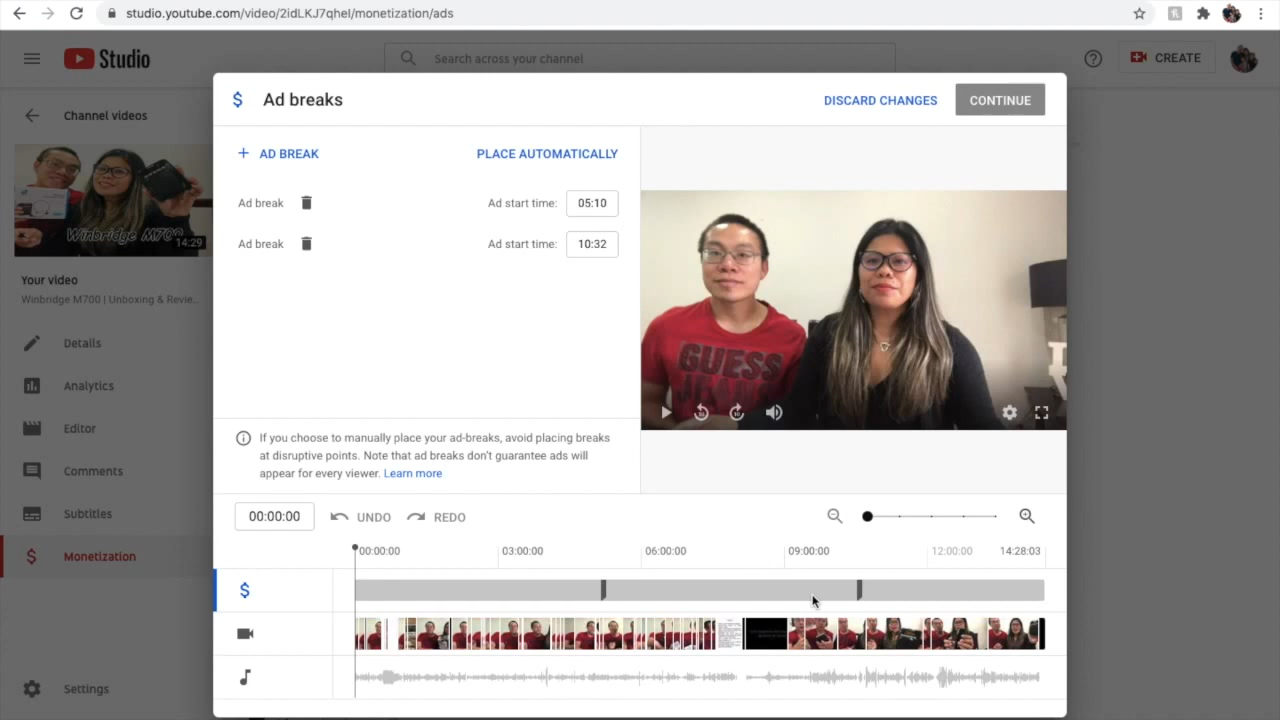 studio.youtube.com/video/2idLKJ7qhel/monetization/ads
Studio
Search across your channel
CREATE
Channel videos
Winbridge M700
14:29
Your video
Winbridge M700 | Unboxing & Revie...
Details
Analytics
Editor
Comments
Subtitles
$ Monetization
Settings
$ Ad breaks
DISCARD CHANGES
CONTINUE
+ AD BREAK
PLACE AUTOMATICALLY
Ad break
Ad start time:
05:10
Ad break
Ad start time:
10:32
If you choose to manually place your ad-breaks, avoid placing breaks
at disruptive points. Note that ad breaks don't guarantee ads will
appear for every viewer. Learn more
GUESS
JEANS
00:00:00
UNDO
REDO
00:00:00
03:00:00
06:00:00
09:00:00
12:00:00
14:28:03
$